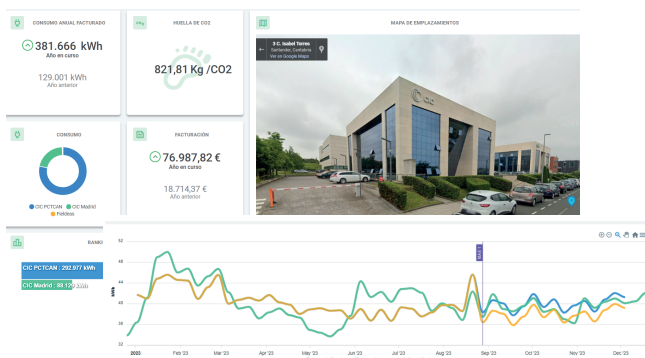 CONSUMO ANUAL FACTURADO
381.666 kWh
Año en curso
129.001 kWh
Año anterior
HUELLA DE CO2
821,81 Kg /CO2
MAPA DE EMPLAZAMIENTOS
3 C. Isabel Torres
Santander, Cantabria
Ver en Google Maps
CIC
CONSUMO
CIC PCTCAN
CIC Madrid
Fieldeas
FACTURACIÓN
76.987,82 €
Año en curso
18.714,37 €
Año anterior
CIC PCTCAN : 292.977 kWh
CIC Madrid : 88.1
kWh
52
48
44
40
36
32
kWh
2023
Feb '23
Mar '23
Apr '23
May '23
Jun '23
Jul '23
Aug '23
Sep '23
Oct '23
Nov '23
Dec '23